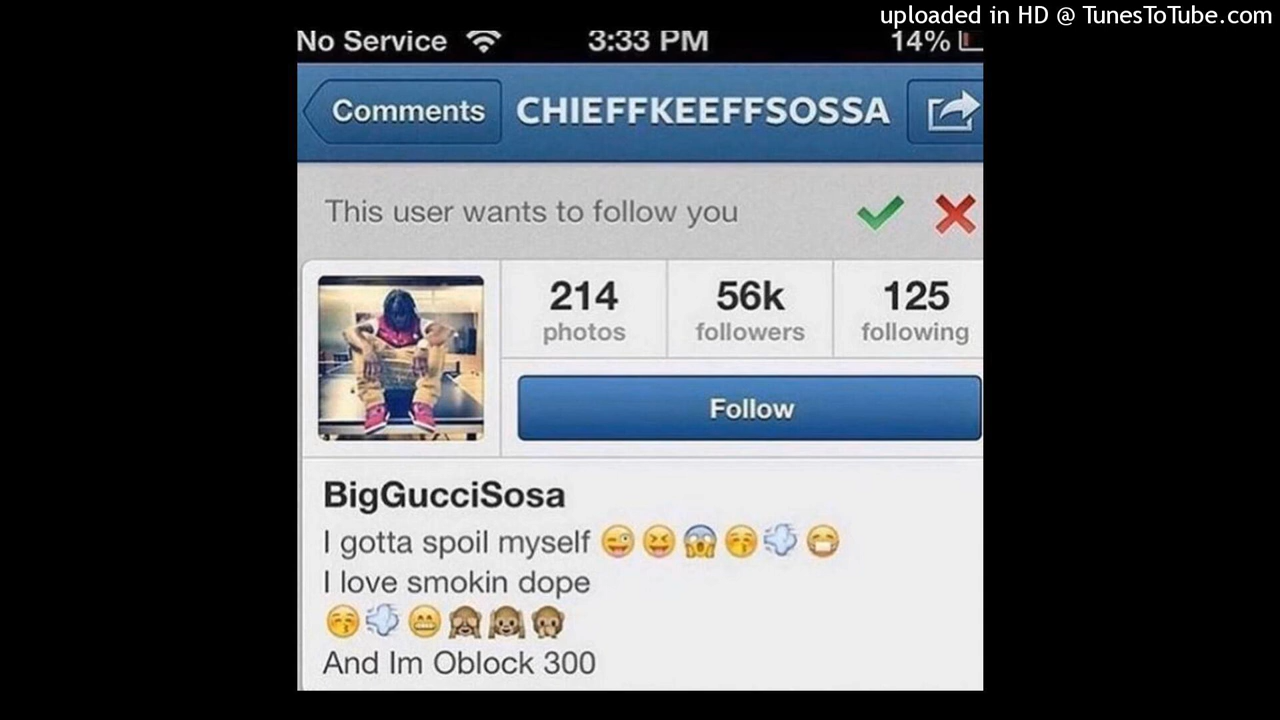 uploaded in HD @ TunesToTube.com
No Service 3:33 PM 14%
Comments CHIEFFKEEFFSOSSA
This user wants to follow you
214 56k 125
photos followers following
Follow
BigGucciSosa
I gotta spoil myself 😜😝😱😚💨😷
I love smokin dope
😚💨😁🙈🙉🙊
And Im Oblock 300